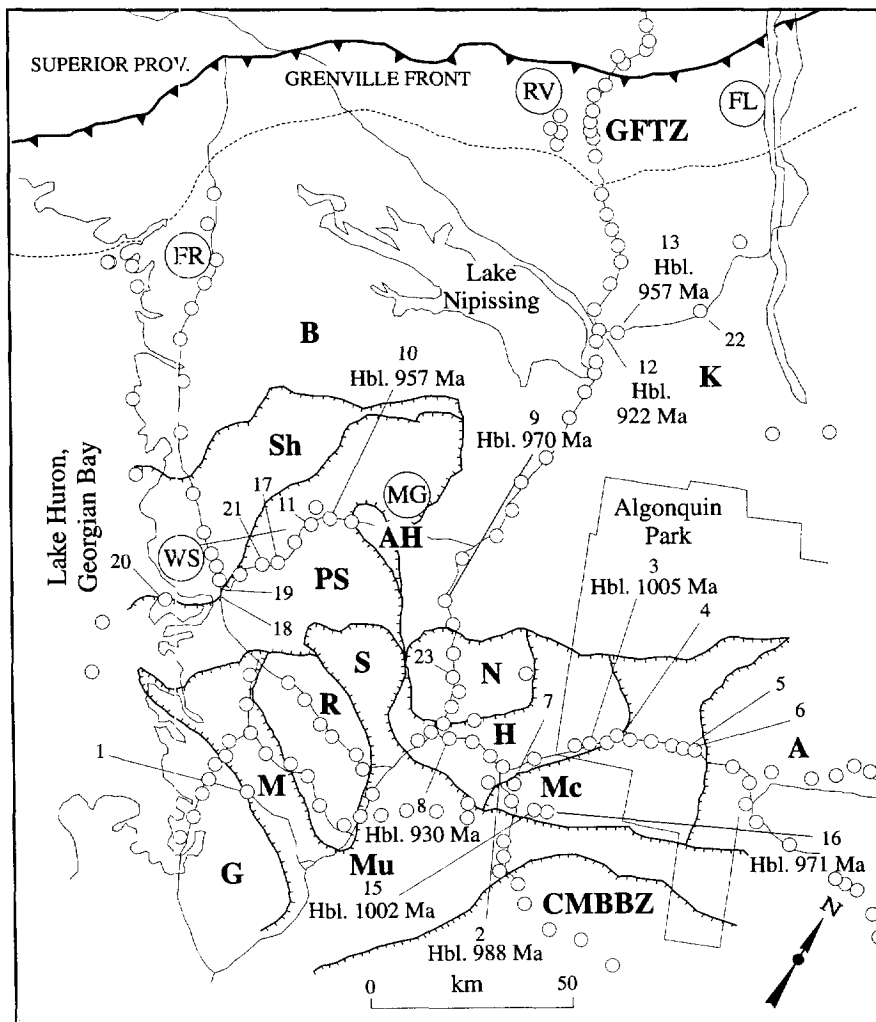 SUPERIOR PROV.
GRENVILLE FRONT
RV
FL
GFTZ
FR
Lake
Nipissing
13
Hbl.
957 Ma
22
B
10
Hbl. 957 Ma
12
Hbl.
922 Ma
K
9
Hbl. 970 Ma
Sh
17
11
21
MG
AH
Lake Huron,
Georgian Bay
WS
20
PS
19
18
Algonquin
Park
3
Hbl. 1005 Ma
4
S
23
N
7
5
6
R
H
A
1
M
Mc
8
Hbl. 930 Ma
16
Hbl. 971 Ma
G
Mu
15
Hbl. 1002 Ma
CMBBZ
2
Hbl. 988 Ma
N
km
0
50